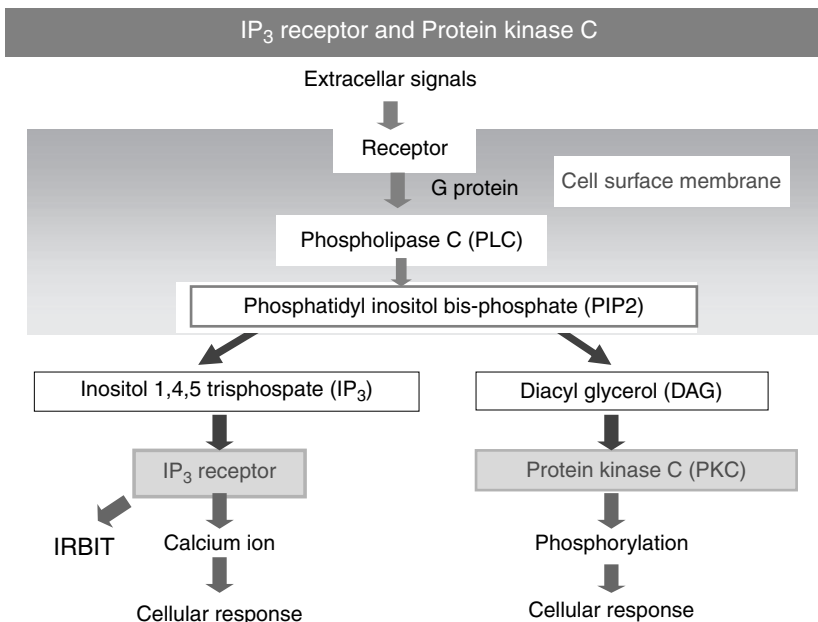 IP₃ receptor and Protein kinase C
Extracellar signals
Receptor
G protein
Cell surface membrane
Phospholipase C (PLC)
Phosphatidyl inositol bis-phosphate (PIP2)
Inositol 1,4,5 trisphospate (IP₃)
Diacyl glycerol (DAG)
IP₃ receptor
Protein kinase C (PKC)
IRBIT
Calcium ion
Phosphorylation
Cellular response
Cellular response